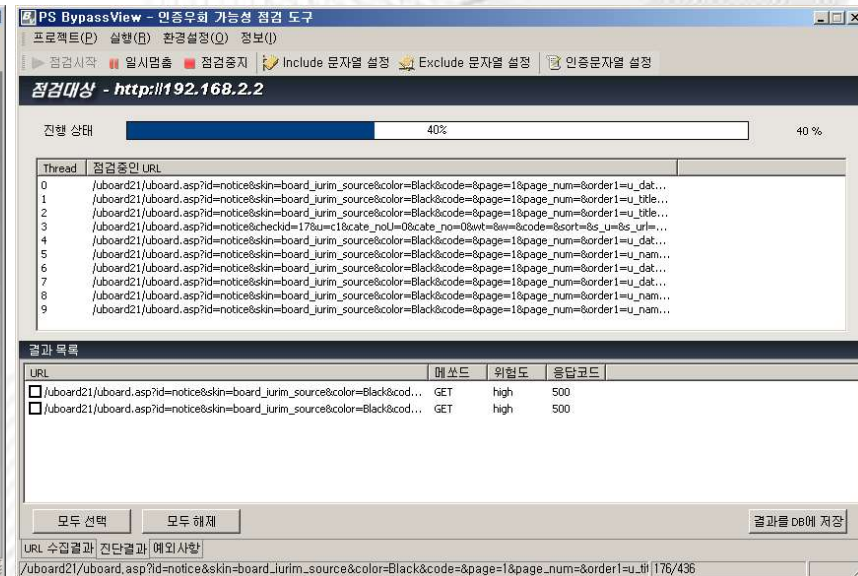 PS BypassView - 인증우회 가능성 점검 도구
프로젝트(P) 실행(R) 환경설정(O) 정보(I)
점검시작 일시멈춤 점검중지 Include 문자열 설정 Exclude 문자열 설정 인증문자열 설정
점검대상 - http://192.168.2.2
진행 상태 40% 40 %
Thread 점검중인 URL
0 /uboard21/uboard.asp?id=notice&skin=board_jurim_source&color=Black&code=&page=1&page_num=&order1=u_dat...
1 /uboard21/uboard.asp?id=notice&skin=board_jurim_source&color=Black&code=&page=1&page_num=&order1=u_title...
2 /uboard21/uboard.asp?id=notice&skin=board_jurim_source&color=Black&code=&page=1&page_num=&order1=u_title...
3 /uboard21/uboard.asp?id=notice&checkid=17&u=c1&cate_noU=0&cate_no=0&wt=&w=&code=&sort=&s_u=&s_url=...
4 /uboard21/uboard.asp?id=notice&skin=board_jurim_source&color=Black&code=&page=1&page_num=&order1=u_dat...
5 /uboard21/uboard.asp?id=notice&skin=board_jurim_source&color=Black&code=&page=1&page_num=&order1=u_nam...
6 /uboard21/uboard.asp?id=notice&skin=board_jurim_source&color=Black&code=&page=1&page_num=&order1=u_dat...
7 /uboard21/uboard.asp?id=notice&skin=board_jurim_source&color=Black&code=&page=1&page_num=&order1=u_dat...
8 /uboard21/uboard.asp?id=notice&skin=board_jurim_source&color=Black&code=&page=1&page_num=&order1=u_nam...
9 /uboard21/uboard.asp?id=notice&skin=board_jurim_source&color=Black&code=&page=1&page_num=&order1=u_nam...
결과 목록
URL 메쏘드 위험도 응답코드
/uboard21/uboard.asp?id=notice&skin=board_jurim_source&color=Black&cod... GET high 500
/uboard21/uboard.asp?id=notice&skin=board_jurim_source&color=Black&cod... GET high 500
모두 선택 모두 해제 결과를 DB에 저장
URL 수집결과 진단결과 예외사항
/uboard21/uboard.asp?id=notice&skin=board_jurim_source&color=Black&code=&page=1&page_num=&order1=u_tit 176/436